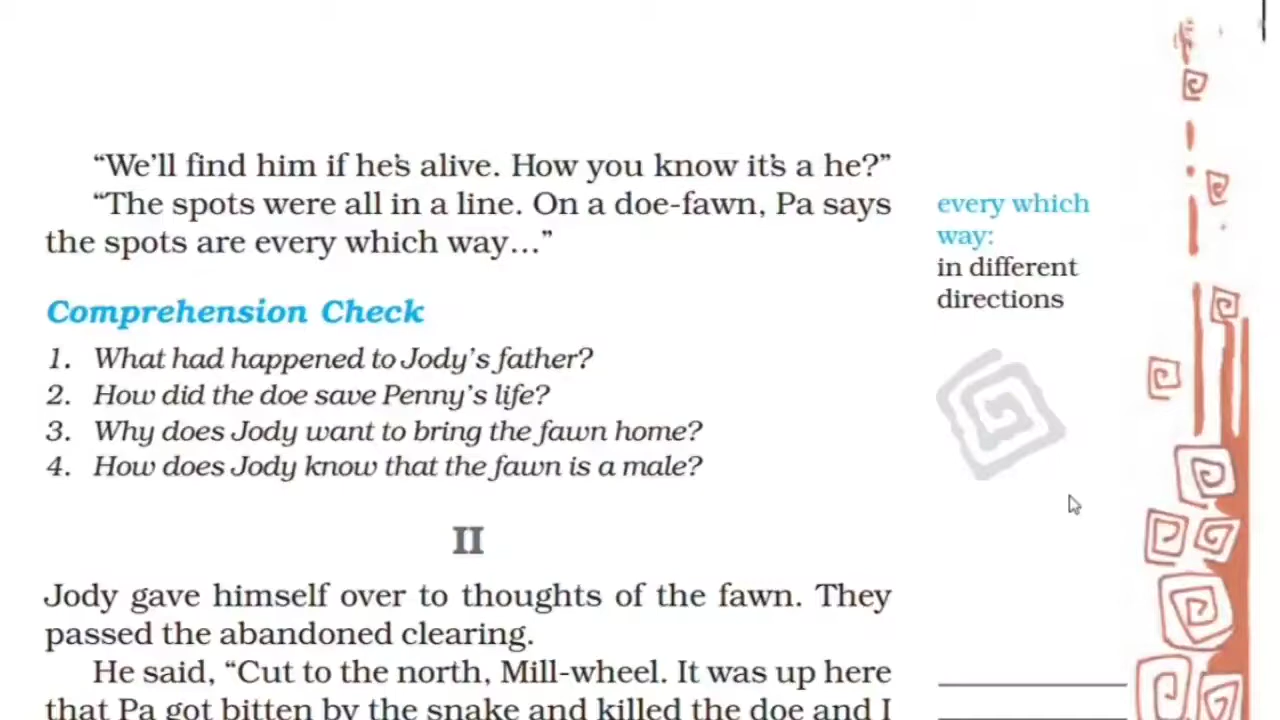 “We’ll find him if he’s alive. How you know it’s a he?”
“The spots were all in a line. On a doe-fawn, Pa says
the spots are every which way...”
every which
way:
in different
directions
Comprehension Check
1. What had happened to Jody’s father?
2. How did the doe save Penny’s life?
3. Why does Jody want to bring the fawn home?
4. How does Jody know that the fawn is a male?
II
Jody gave himself over to thoughts of the fawn. They
passed the abandoned clearing.
He said, “Cut to the north, Mill-wheel. It was up here
that Pa got bitten by the snake and killed the doe and I